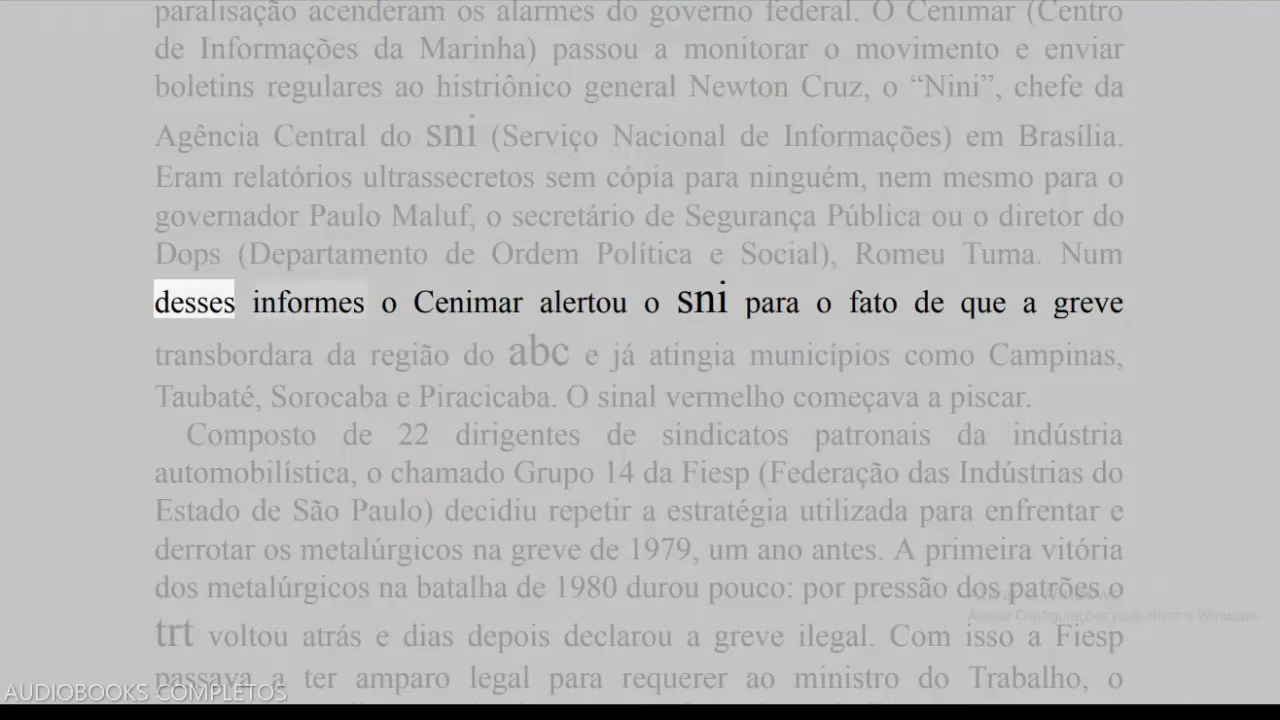 paralisação acenderam os alarmes do governo federal. O Cenimar (Centro
de Informações da Marinha) passou a monitorar o movimento e enviar
boletins regulares ao histriônico general Newton Cruz, o “Nini”, chefe da
Agência Central do sni (Serviço Nacional de Informações) em Brasília.
Eram relatórios ultrassecretos sem cópia para ninguém, nem mesmo para o
governador Paulo Maluf, o secretário de Segurança Pública ou o diretor do
Dops (Departamento de Ordem Política e Social), Romeu Tuma. Num
desses informes o Cenimar alertou o sni para o fato de que a greve
transbordara da região do abc e já atingia municípios como Campinas,
Taubaté, Sorocaba e Piracicaba. O sinal vermelho começava a piscar.
Composto de 22 dirigentes de sindicatos patronais da indústria
automobilística, o chamado Grupo 14 da Fiesp (Federação das Indústrias do
Estado de São Paulo) decidiu repetir a estratégia utilizada para enfrentar e
derrotar os metalúrgicos na greve de 1979, um ano antes. A primeira vitória
dos metalúrgicos na batalha de 1980 durou pouco: por pressão dos patrões o
trt voltou atrás e dias depois declarou a greve ilegal. Com isso a Fiesp
Acesse Configurações para ativar o Windows.
passava a ter amparo legal para requerer ao ministro do Trabalho, o
AUDIOBOOKS COMPLETOS